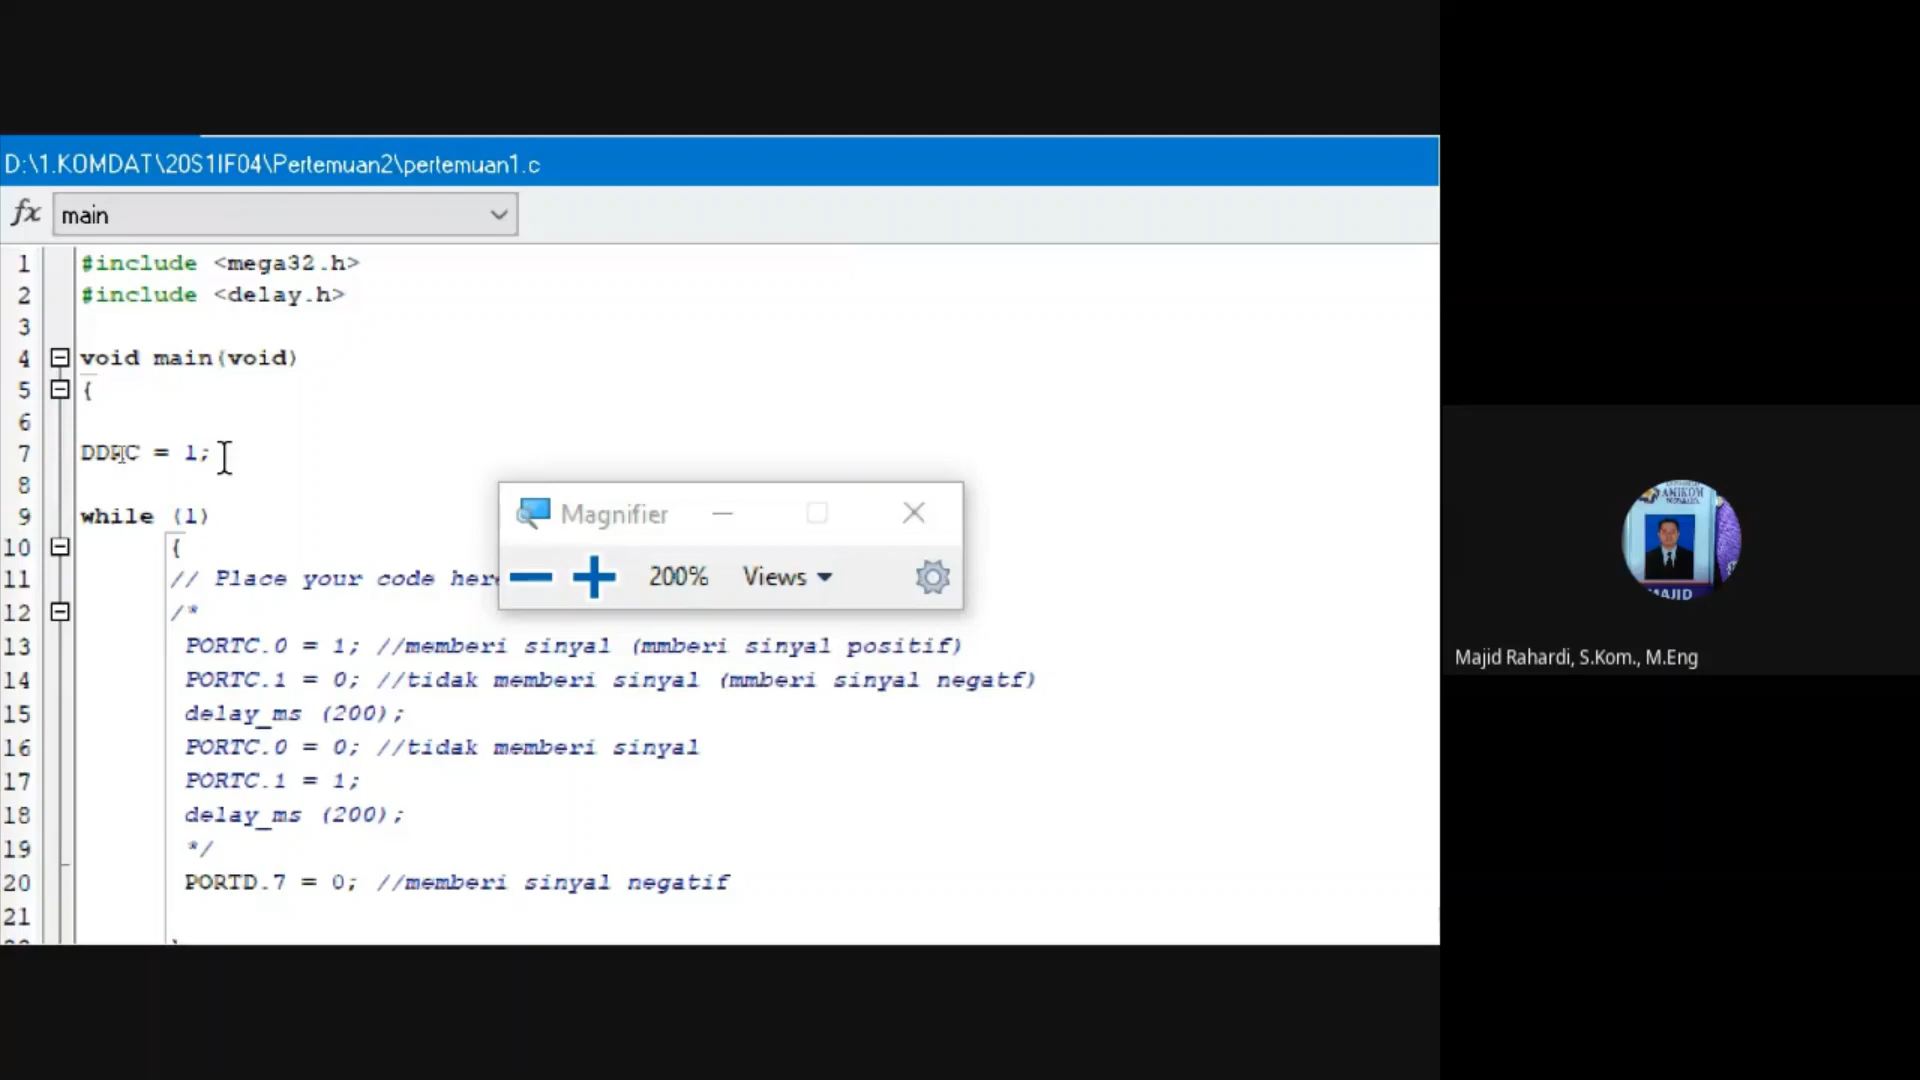 D:\1.KOMDAT\20S1IF04\Pertemuan2\pertemuan1.c
fx main
1 #include <mega32.h>
2 #include <delay.h>
3
4 void main(void)
5 {
6
7 DDRC = 1;
8
9 while (1)
10 {
11 // Place your code here
12 /*
13 PORTC.0 = 1; //memberi sinyal (mmberi sinyal positif)
14 PORTC.1 = 0; //tidak memberi sinyal (mmberi sinyal negatf)
15 delay_ms (200);
16 PORTC.0 = 0; //tidak memberi sinyal
17 PORTC.1 = 1;
18 delay_ms (200);
19 */
20 PORTD.7 = 0; //memberi sinyal negatif
21
Magnifier
200% Views
AMIKOM
MAJID
Majid Rahardi, S.Kom., M.Eng